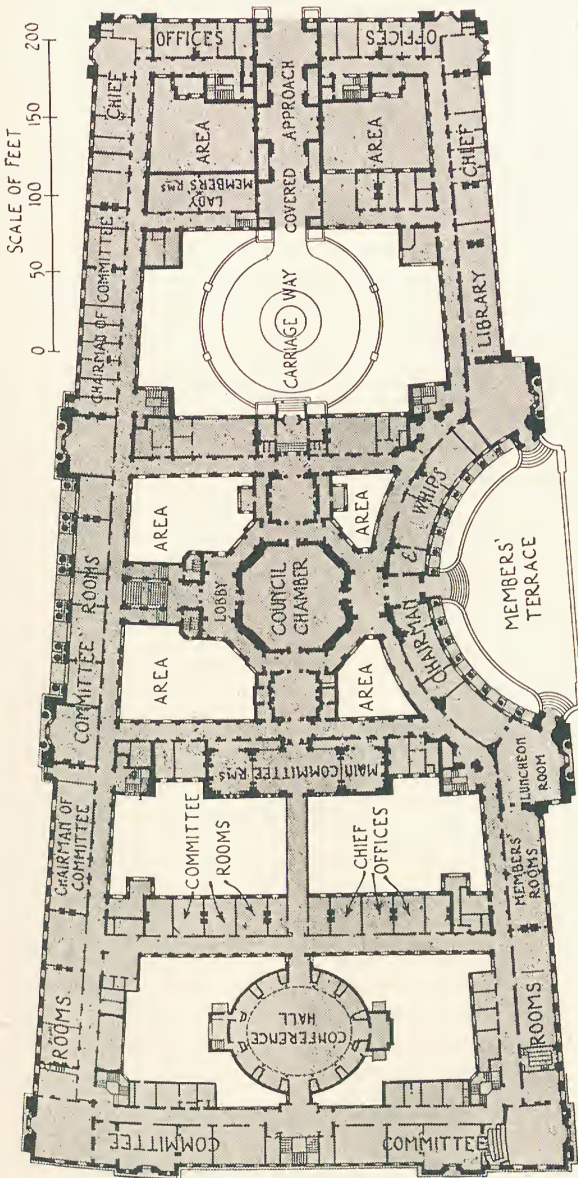 SCALE OF FEET
0 50 100 150 200
OFFICES
OFFICES
CHIEF
AREA
COVERED APPROACH
AREA
CHIEF
LADY
MEMBERS' RMS
CHAIRMAN OF COMMITTEE
CARRIAGE WAY
LIBRARY
AREA
AREA
WHIPS
COMMITTEE ROOMS
LOBBY
COUNCIL
CHAMBER
&
MEMBERS'
TERRACE
CHAIRMAN
AREA
AREA
MAIN COMMITTEE RMS
LUNCHEON
ROOM
CHAIRMAN OF
COMMITTEE
COMMITTEE
ROOMS
CHIEF
OFFICES
MEMBERS'
ROOMS
ROOMS
CONFERENCE
HALL
ROOMS
COMMITTEE
COMMITTEE